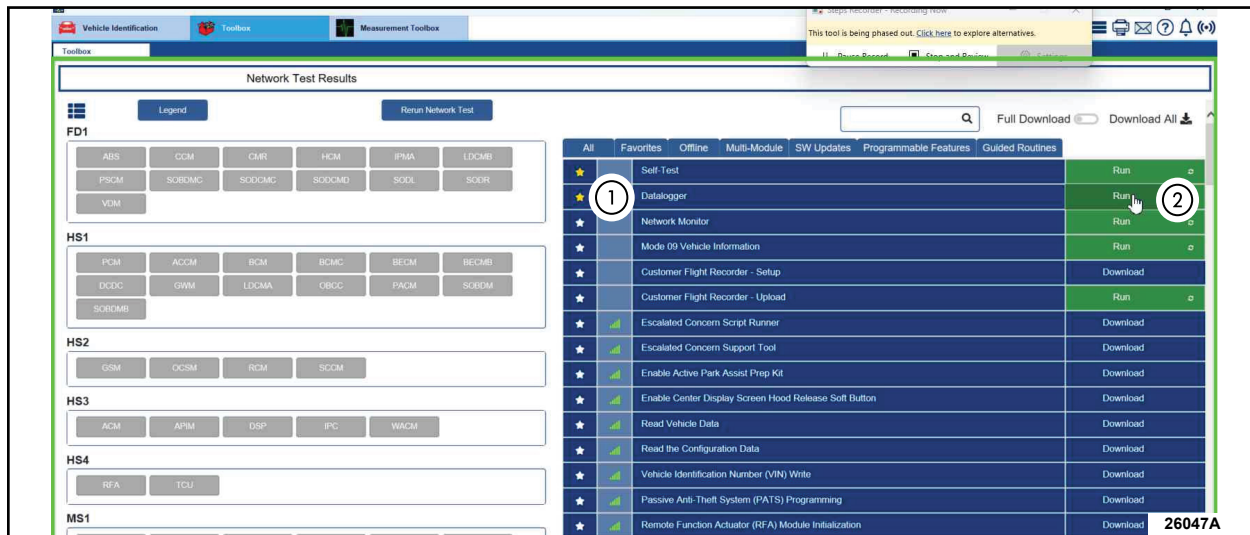 Steps Recorder - Recording Now
Vehicle Identification
Toolbox
Measurement Toolbox
This tool is being phased out. Click here to explore alternatives.
Pause Record
Stop and Review
Settings
Toolbox
Network Test Results
Legend
Rerun Network Test
Full Download
Download All
FD1
ABS CCM CMR HCM IPMA LDCMB
PSCM SOBDMC SODCMC SODCMD SODL SODR
VDM
HS1
PCM ACCM BCM BCMC BECM BECMB
DCDC GWM LDCMA OBCC PACM SOBDM
SOBDMB
HS2
GSM OCSM RCM SCCM
HS3
ACM APIM DSP IPC WACM
HS4
RFA TCU
MS1
All Favorites Offline Multi-Module SW Updates Programmable Features Guided Routines
Self-Test Run
1 Datalogger Run 2
Network Monitor Run
Mode 09 Vehicle Information Run
Customer Flight Recorder - Setup Download
Customer Flight Recorder - Upload Run
Escalated Concern Script Runner Download
Escalated Concern Support Tool Download
Enable Active Park Assist Prep Kit Download
Enable Center Display Screen Hood Release Soft Button Download
Read Vehicle Data Download
Read the Configuration Data Download
Vehicle Identification Number (VIN) Write Download
Passive Anti-Theft System (PATS) Programming Download
Remote Function Actuator (RFA) Module Initialization Download
26047A